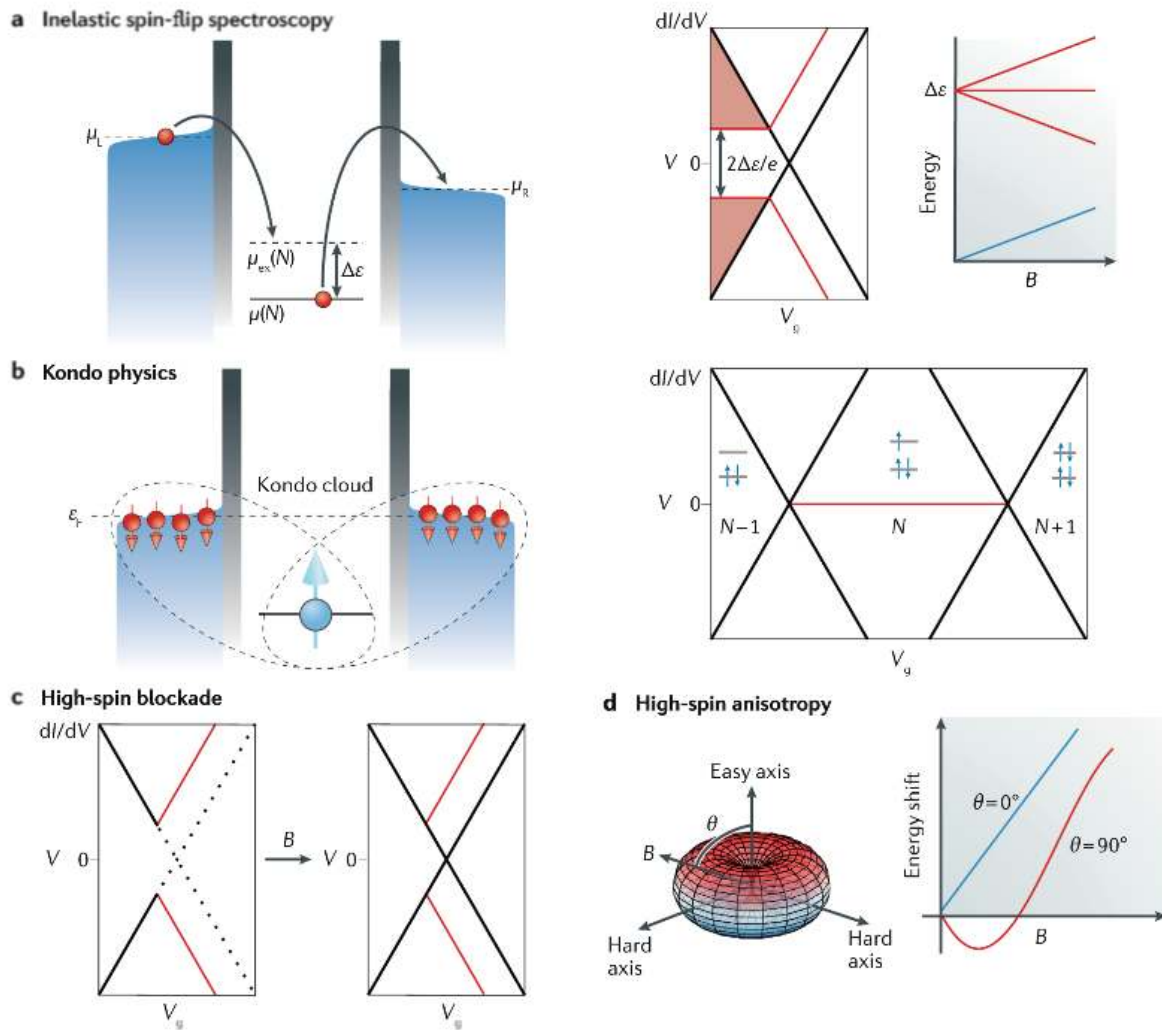 a Inelastic spin-flip spectroscopy
μL
μR
μex(N)
Δε
μ(N)
dI/dV
V 0
2Δε/e
Vg
Δε
Energy
B
b Kondo physics
Kondo cloud
εF
dI/dV
V 0
N−1
N
N+1
Vg
c High-spin blockade
dI/dV
V 0
Vg
B
V 0
Vg
d High-spin anisotropy
Easy axis
θ
B
Hard axis
Hard axis
Energy shift
θ=0°
θ=90°
B